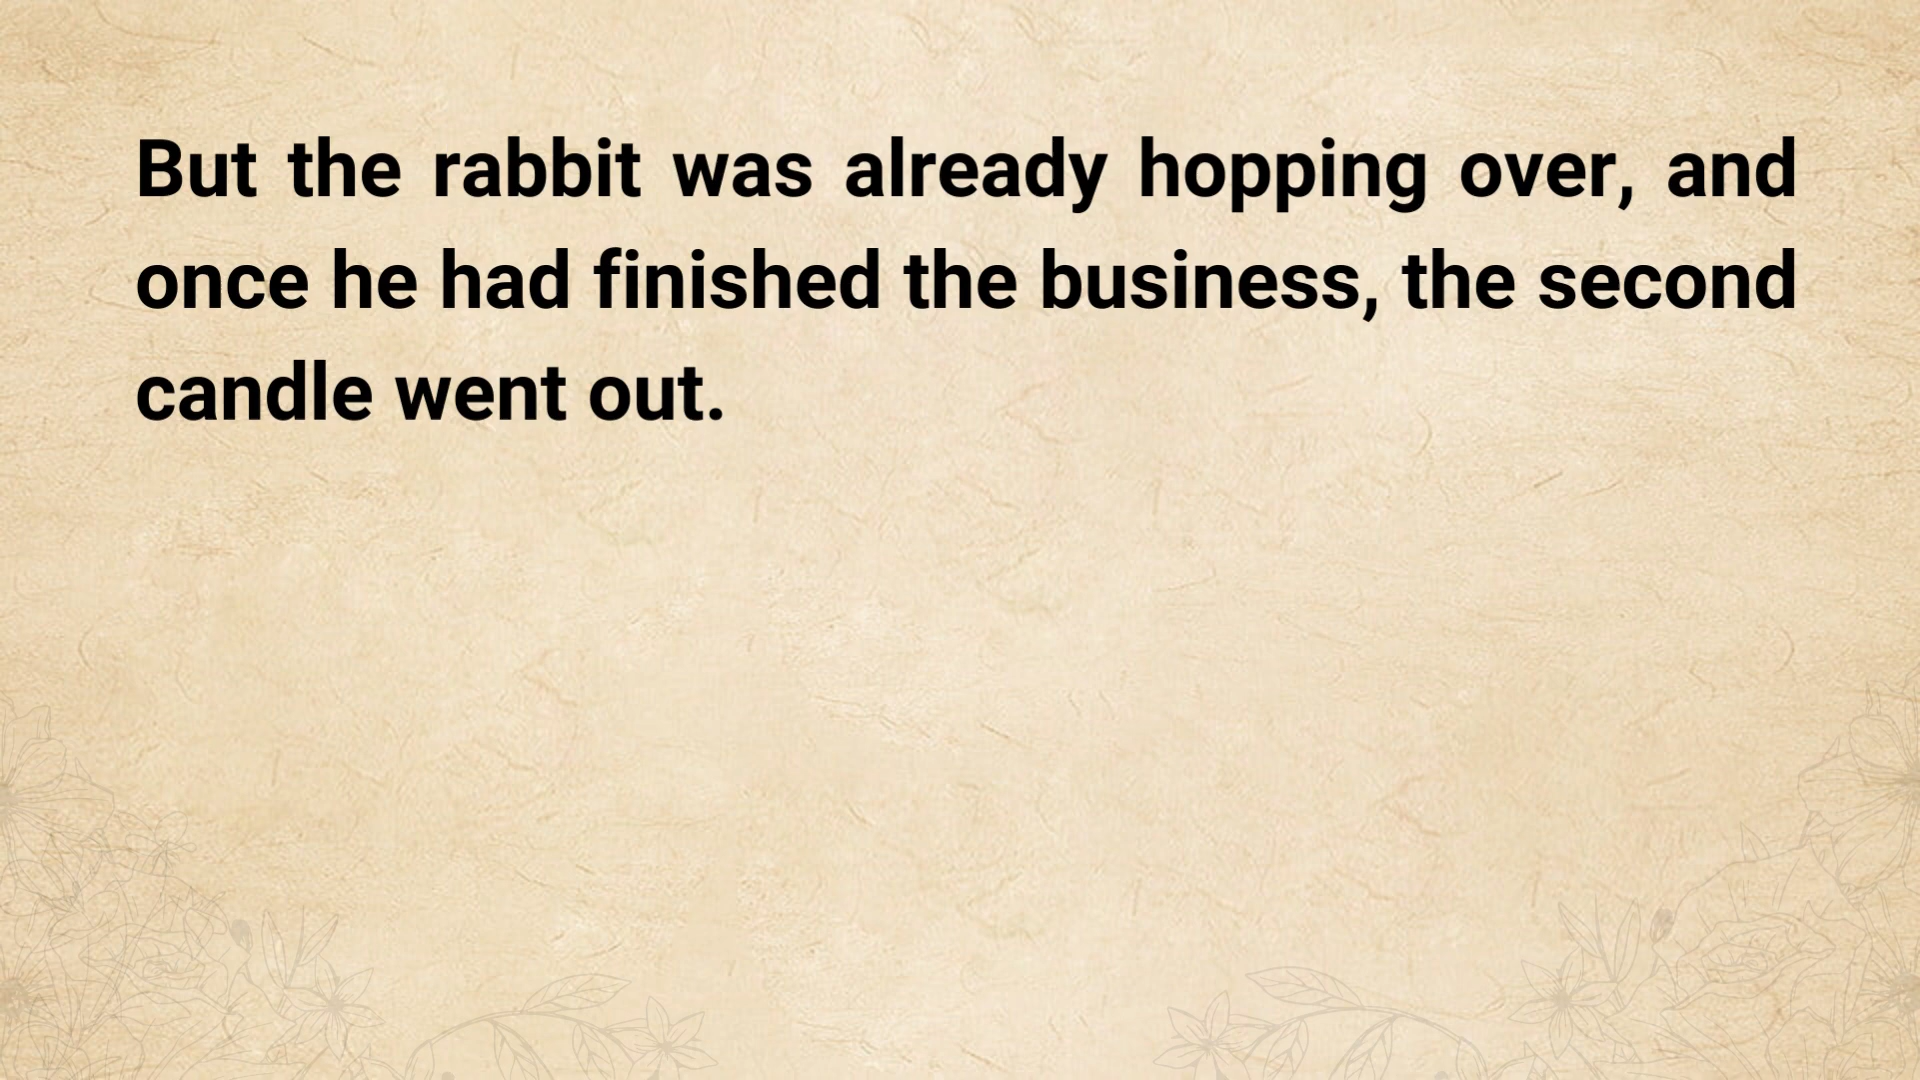 But the rabbit was already hopping over, and
once he had finished the business, the second
candle went out.